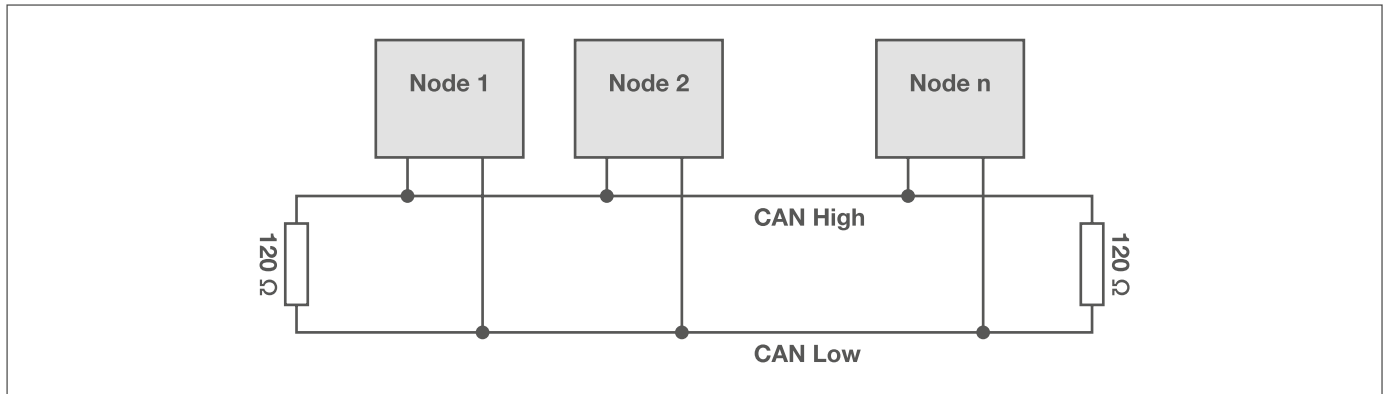 Node 1
Node 2
Node n
CAN High
120 Ω
120 Ω
CAN Low